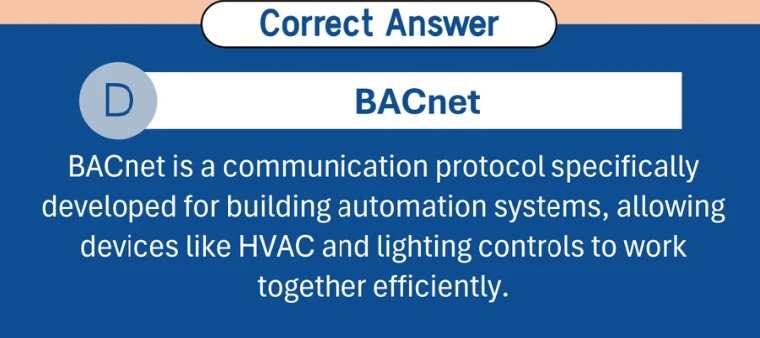 Correct Answer
D
BACnet
BACnet is a communication protocol specifically
developed for building automation systems, allowing
devices like HVAC and lighting controls to work
together efficiently.